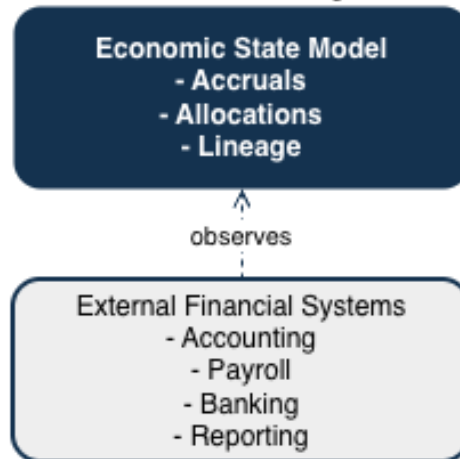 Economic State Model
- Accruals
- Allocations
- Lineage
observes
External Financial Systems
- Accounting
- Payroll
- Banking
- Reporting